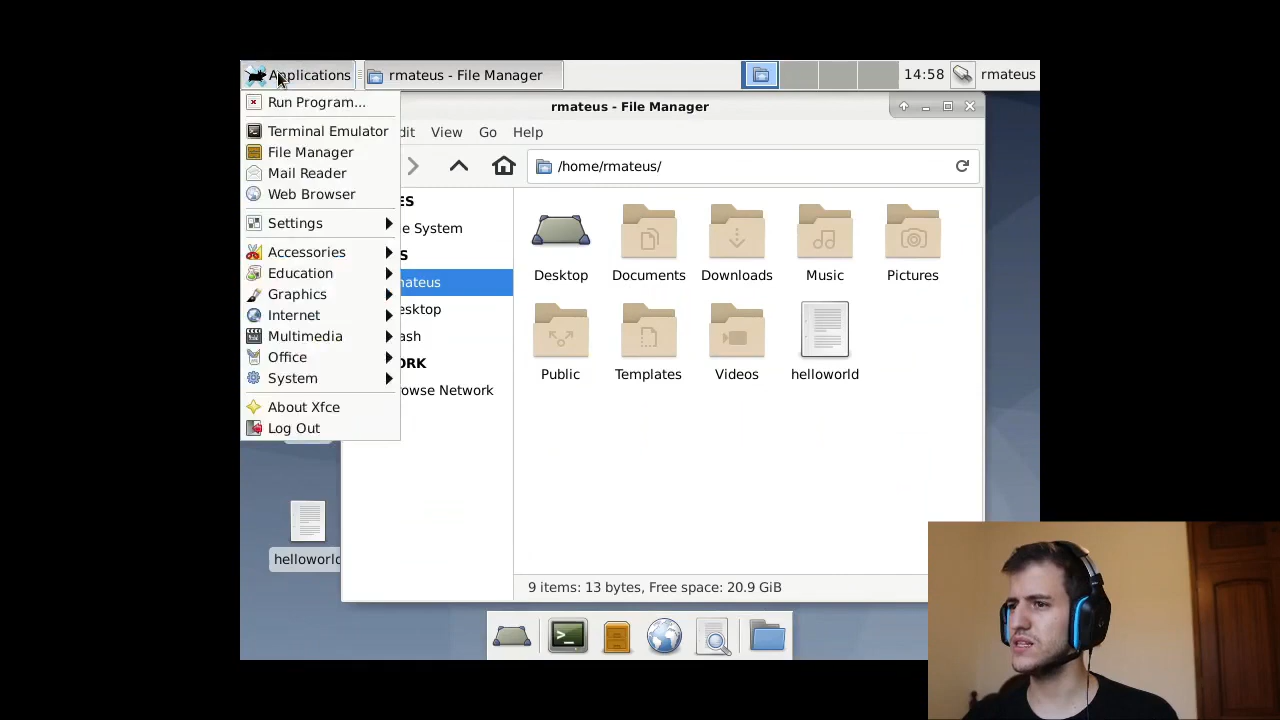 Applications
rmateus - File Manager
14:58
rmateus
rmateus - File Manager
Run Program...
Terminal Emulator
File Manager
Mail Reader
Web Browser
Settings
Accessories
Education
Graphics
Internet
Multimedia
Office
System
About Xfce
Log Out
dit View Go Help
/home/rmateus/
ES
e System
S
nateus
esktop
ash
ORK
owse Network
Desktop Documents Downloads Music Pictures
Public Templates Videos helloworld
helloworld
9 items: 13 bytes, Free space: 20.9 GiB